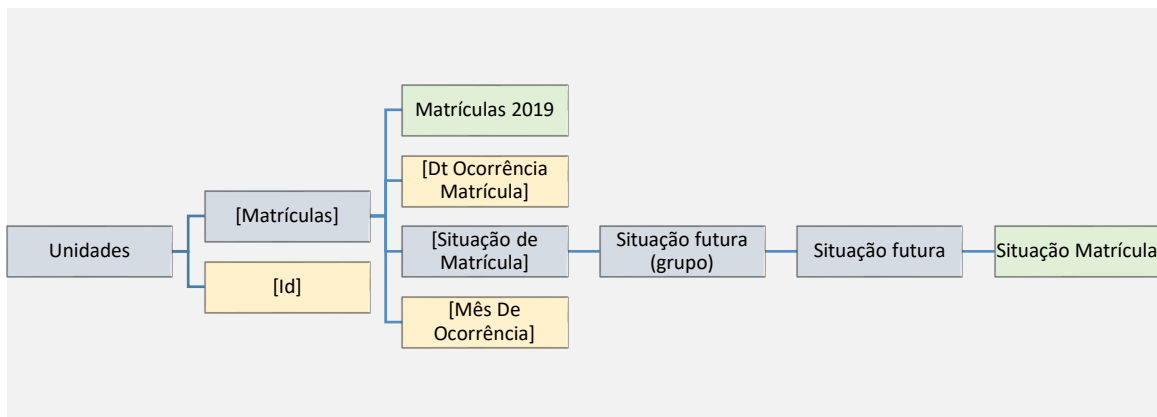 Matrículas 2019
[Dt Ocorrência
Matrícula]
[Matrículas]
Unidades
[Situação de
Matrícula]
Situação futura
(grupo)
Situação futura
Situação Matrícula
[Id]
[Mês De
Ocorrência]